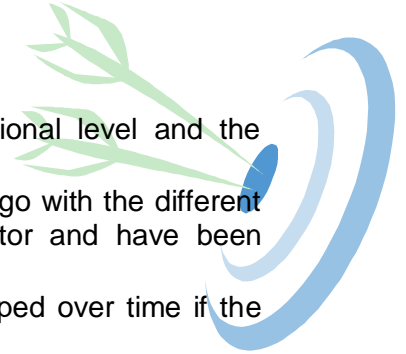 ional level and the
go with the different
tor and have been
ped over time if the